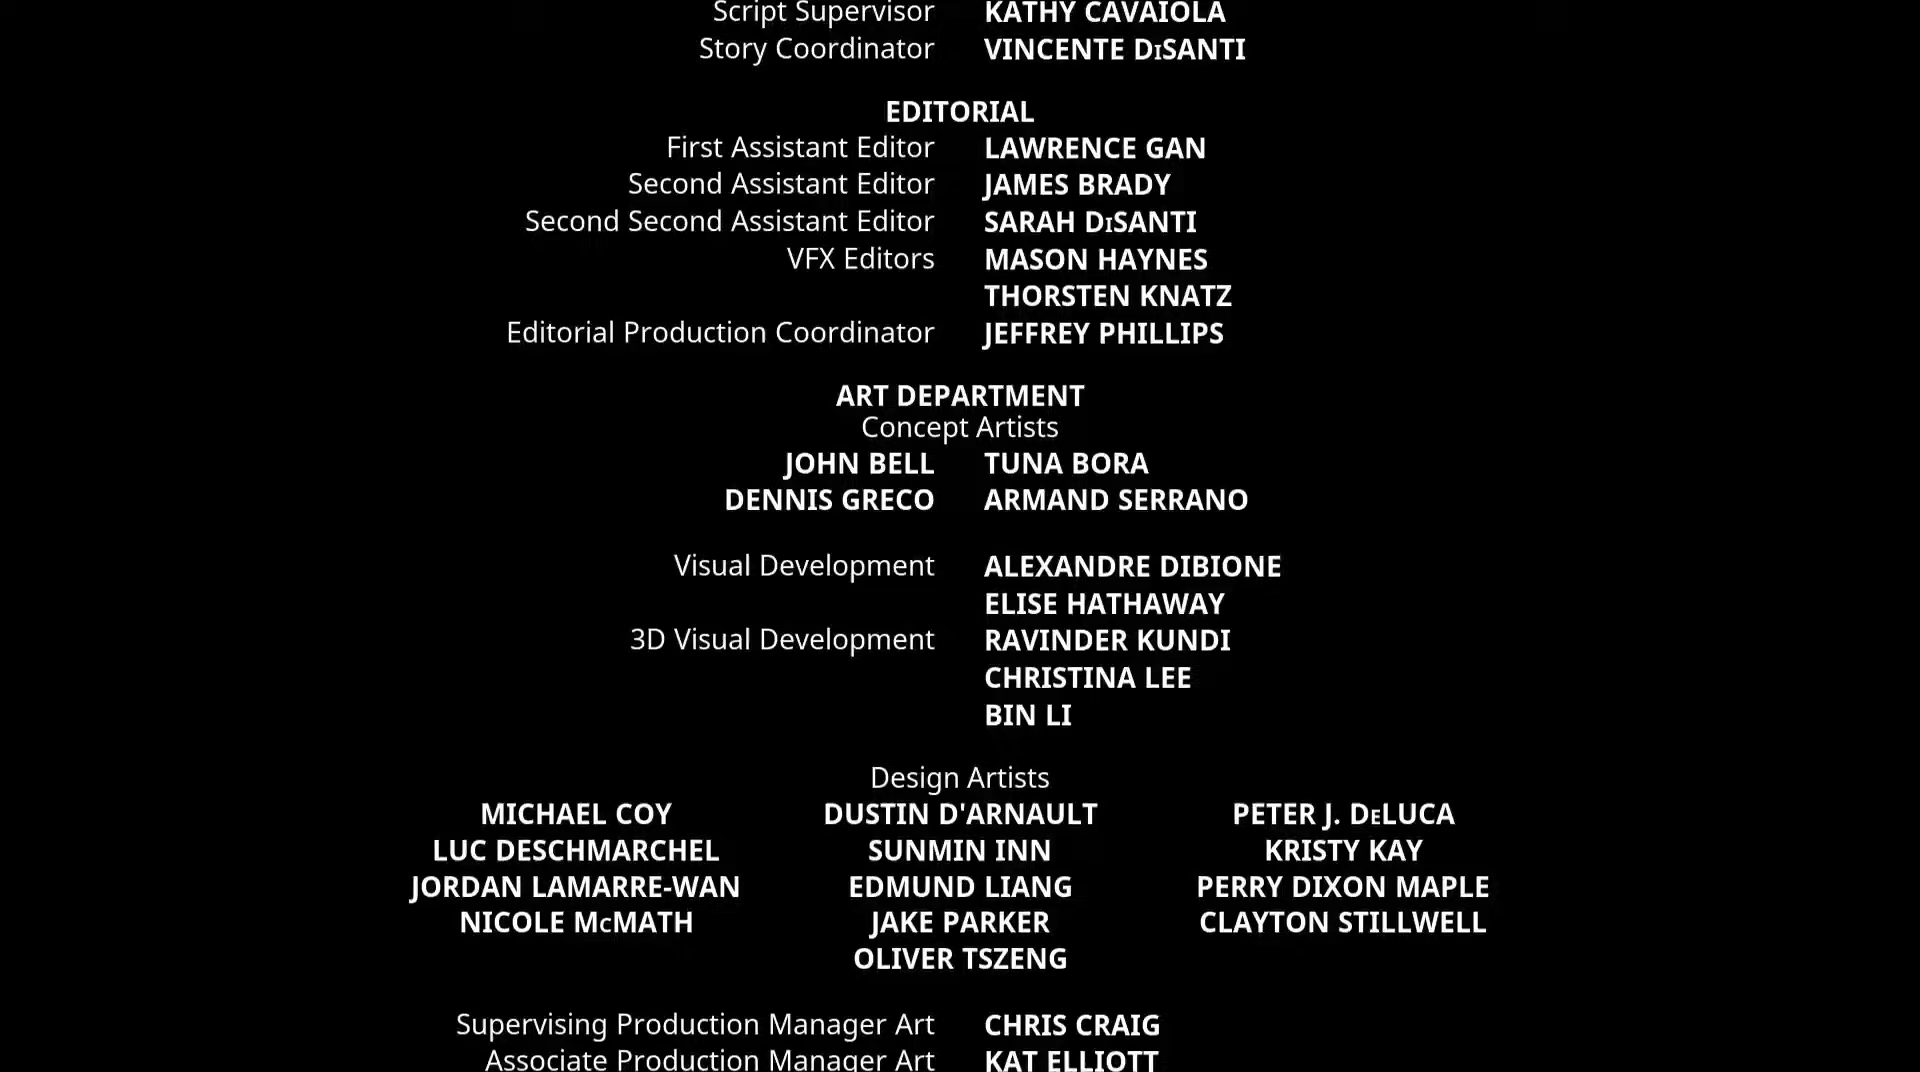 Script Supervisor KATHY CAVAIOLA
Story Coordinator VINCENTE DiSANTI
EDITORIAL
First Assistant Editor LAWRENCE GAN
Second Assistant Editor JAMES BRADY
Second Second Assistant Editor SARAH DiSANTI
VFX Editors MASON HAYNES
THORSTEN KNATZ
Editorial Production Coordinator JEFFREY PHILLIPS
ART DEPARTMENT
Concept Artists
JOHN BELL TUNA BORA
DENNIS GRECO ARMAND SERRANO
Visual Development ALEXANDRE DIBIONE
ELISE HATHAWAY
3D Visual Development RAVINDER KUNDI
CHRISTINA LEE
BIN LI
Design Artists
MICHAEL COY DUSTIN D'ARNAULT PETER J. DeLUCA
LUC DESCHMARCHEL SUNMIN INN KRISTY KAY
JORDAN LAMARRE-WAN EDMUND LIANG PERRY DIXON MAPLE
NICOLE McMATH JAKE PARKER CLAYTON STILLWELL
OLIVER TSZENG
Supervising Production Manager Art CHRIS CRAIG
Associate Production Manager Art KAT ELLIOTT